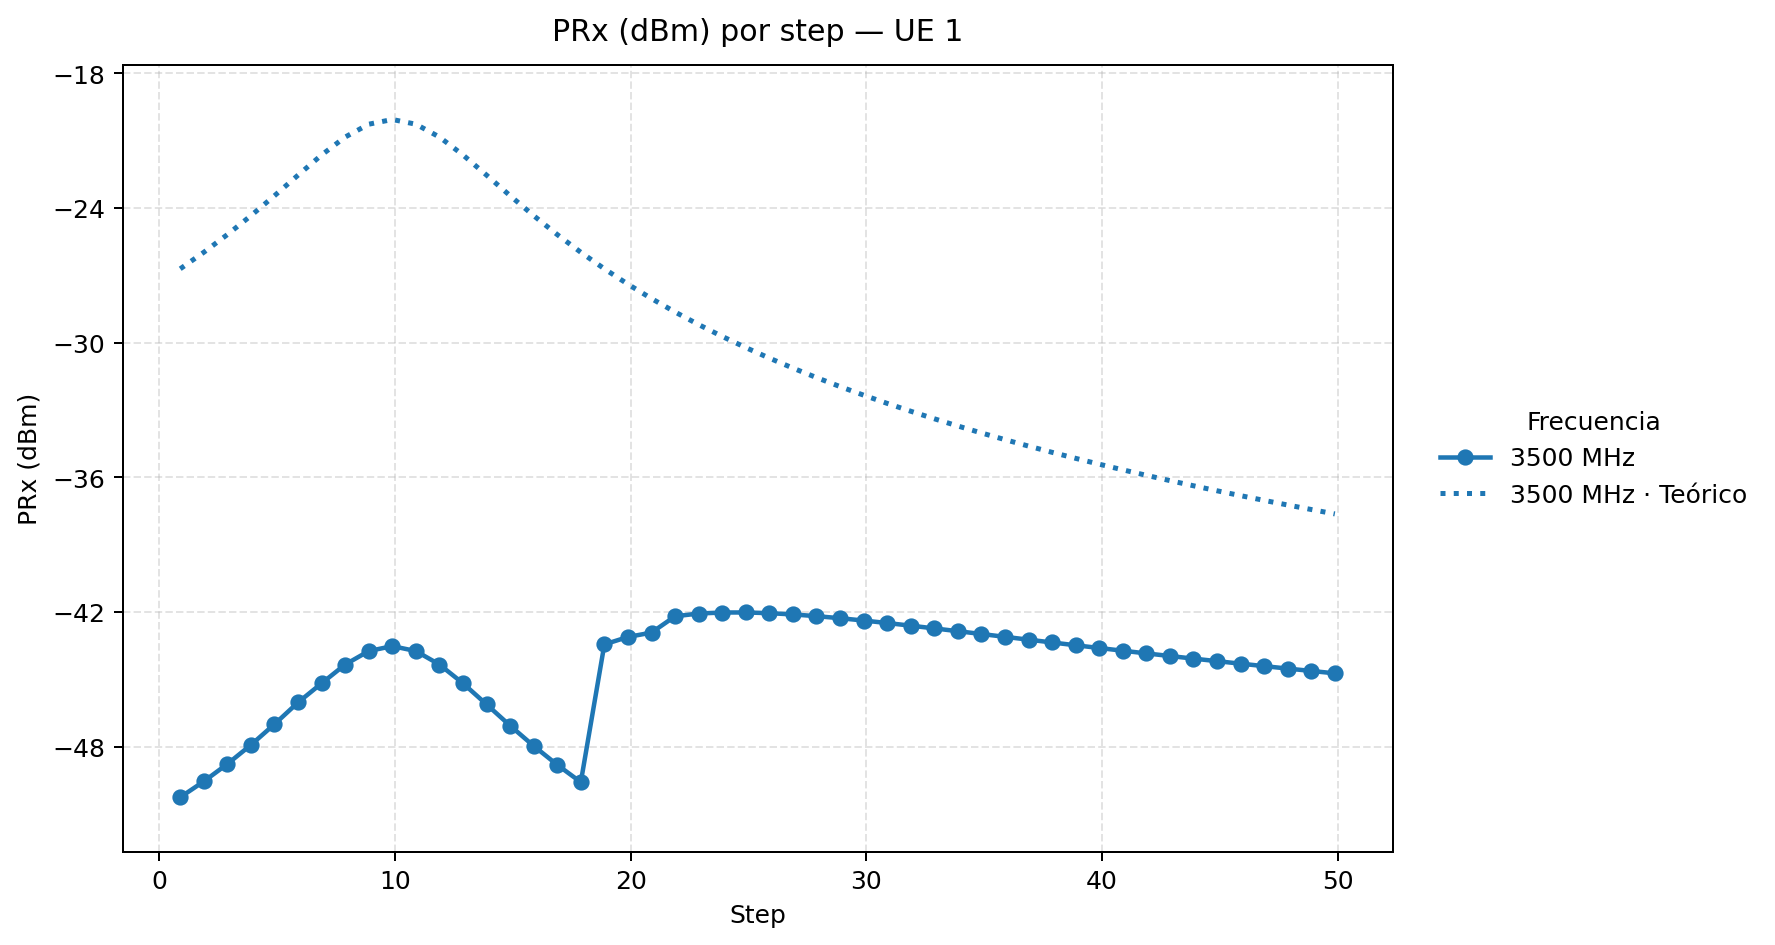 PRx (dBm) por step — UE 1
−18
−24
−30
−36
−42
−48
PRx (dBm)
0 10 20 30 40 50
Step
Frecuencia
3500 MHz
3500 MHz · Teórico